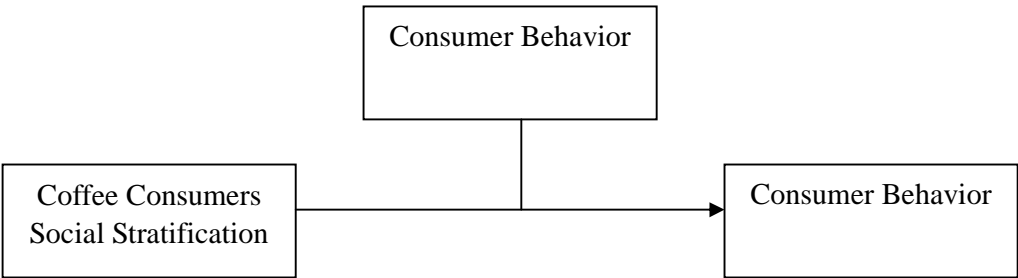 Consumer Behavior
Coffee Consumers
Social Stratification
Consumer Behavior